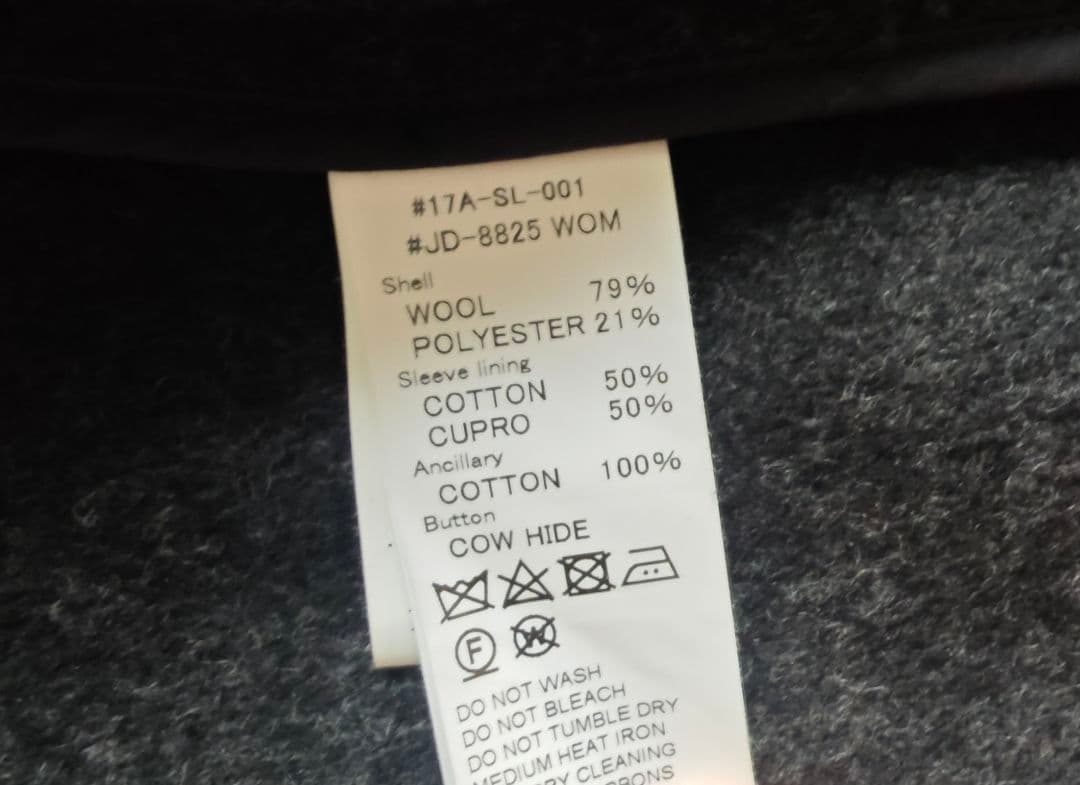 #17A-SL-001
#JD-8825 WOM
Shell
WOOL 79%
POLYESTER 21%
Sleeve lining
COTTON 50%
CUPRO 50%
Ancillary
COTTON 100%
Button
COW HIDE
F W
DO NOT WASH
DO NOT BLEACH
DO NOT TUMBLE DRY
MEDIUM HEAT IRON
CLEANING